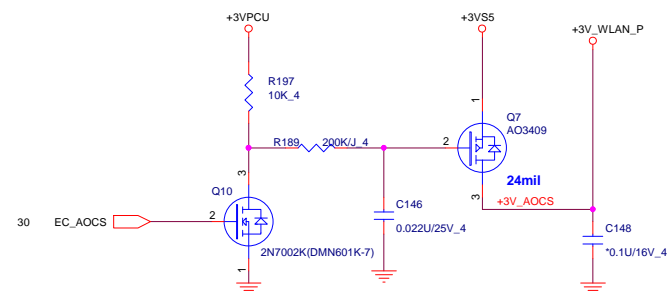 +3VPCU
+3VS5
+3V_WLAN_P
R197
10K_4
1
Q7
AO3409
R189
200K/J_4
2
3
24mil
3
+3V_AOCS
Q10
C146
0.022U/25V_4
30
EC_AOCS
2
C148
*0.1U/16V_4
2N7002K(DMN601K-7)
1